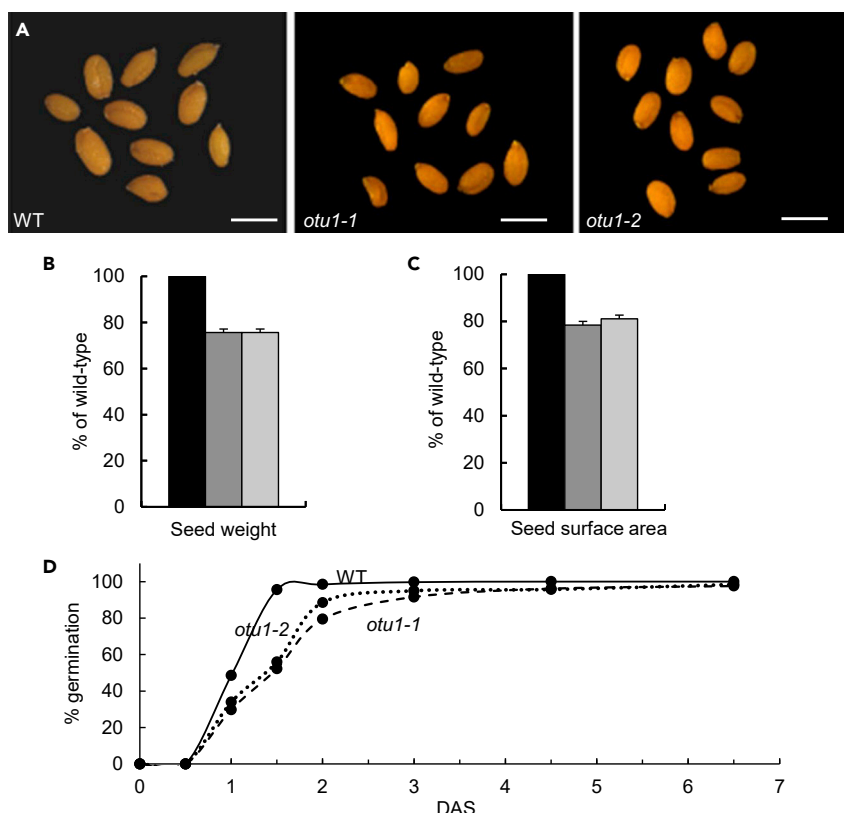 A
WT
otu1-1
otu1-2
B
C
100
80
60
40
20
0
% of wild-type
Seed weight
100
80
60
40
20
0
% of wild-type
Seed surface area
D
100
80
60
40
20
0
% germination
WT
otu1-2
otu1-1
0 1 2 3 4 5 6 7
DAS